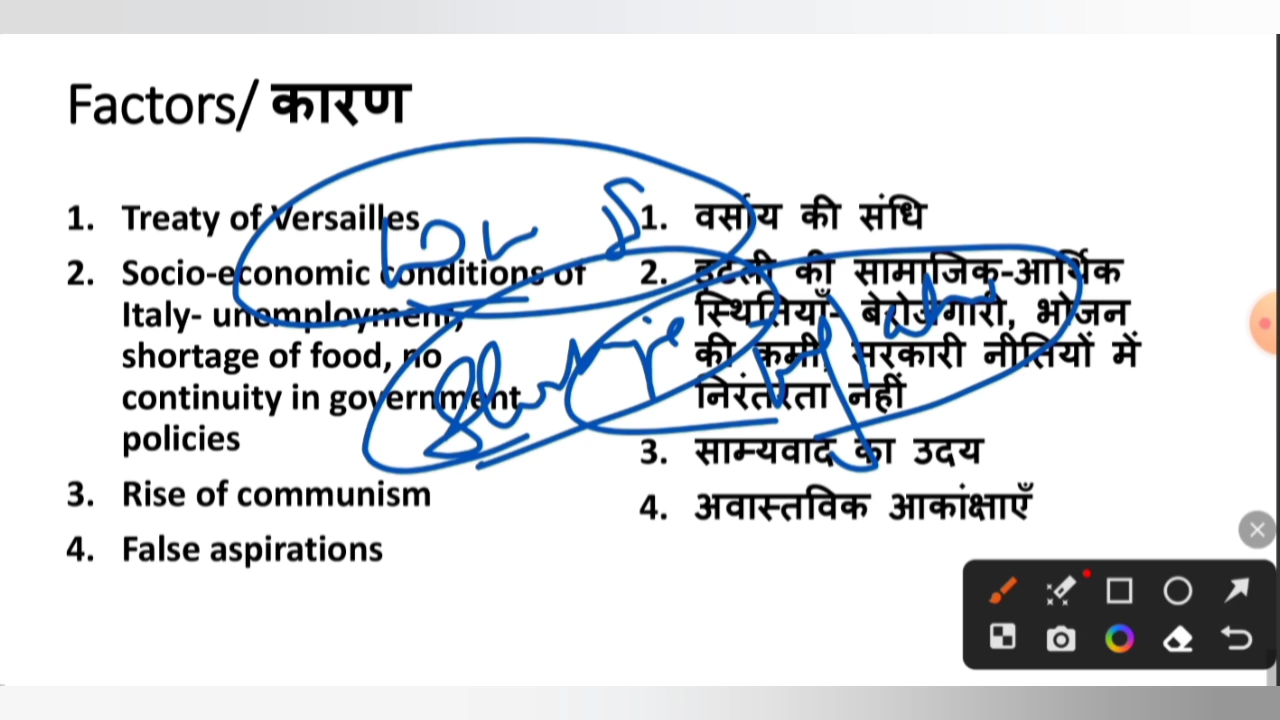 Factors/ कारण
1. Treaty of Versailles
2. Socio-economic conditions of
Italy- unemployment,
shortage of food, no
continuity in government
policies
3. Rise of communism
4. False aspirations
1. वर्साय की संधि
2. इटली की सामाजिक-आर्थिक
स्थितियाँ- बेरोजगारी, भोजन
की कमी, सरकारी नीतियों में
निरंतरता नहीं
3. साम्यवाद का उदय
4. अवास्तविक आकांक्षाएँ